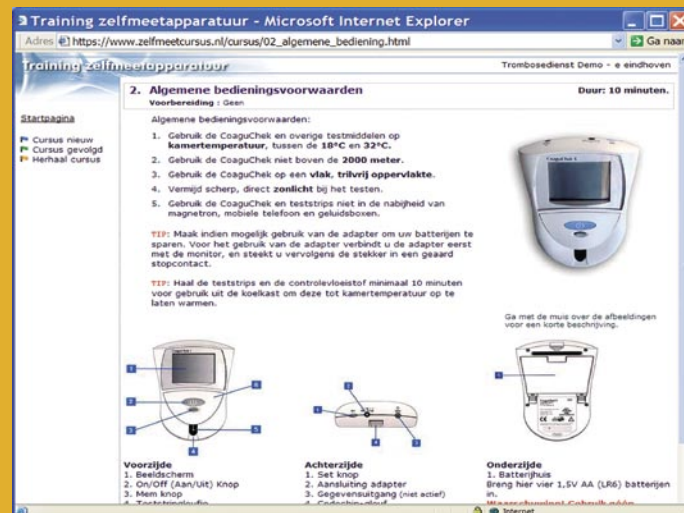 Training zelfmeetapparatuur - Microsoft Internet Explorer
Adres https://www.zelfmeetcursus.nl/cursus/02_algemene_bediening.html Ga naar
Training zelfmeetapparatuur
Trombosedienst Demo - e eindhoven
2. Algemene bedieningsvoorwaarden Duur: 10 minuten.
Voorbereiding : Geen
Startpagina
Cursus nieuw
Cursus gevolgd
Herhaal cursus
Algemene bedieningsvoorwaarden:
1. Gebruik de CoaguChek en overige testmiddelen op
kamertemperatuur, tussen de 18°C en 32°C.
2. Gebruik de CoaguChek niet boven de 2000 meter.
3. Gebruik de CoaguChek op een vlak, trilvrij oppervlakte.
4. Vermijd scherp, direct zonlicht bij het testen.
5. Gebruik de CoaguChek en teststrips niet in de nabijheid van
magnetron, mobiele telefoon en geluidsboxen.
TIP: Maak indien mogelijk gebruik van de adapter om uw batterijen te
sparen. Voor het gebruik van de adapter verbindt u de adapter eerst
met de monitor, en steekt u vervolgens de stekker in een geaard
stopcontact.
TIP: Haal de teststrips en de controlevloeistof minimaal 10 minuten
voor gebruik uit de koelkast om deze tot kamertemperatuur op te
laten warmen.
Ga met de muis over de afbeeldingen
voor een korte beschrijving.
Voorzijde
1. Beeldscherm
2. On/Off (Aan/Uit) Knop
3. Mem knop
4. Teststripgleufje
Achterzijde
1. Set knop
2. Aansluiting adapter
3. Gegevensuitgang (niet actief)
4. Codechip-gleuf
Onderzijde
1. Batterijhuis
Breng hier vier 1,5V AA (LR6) batterijen
in.
Waarschuwing! Gebruik géén
Internet